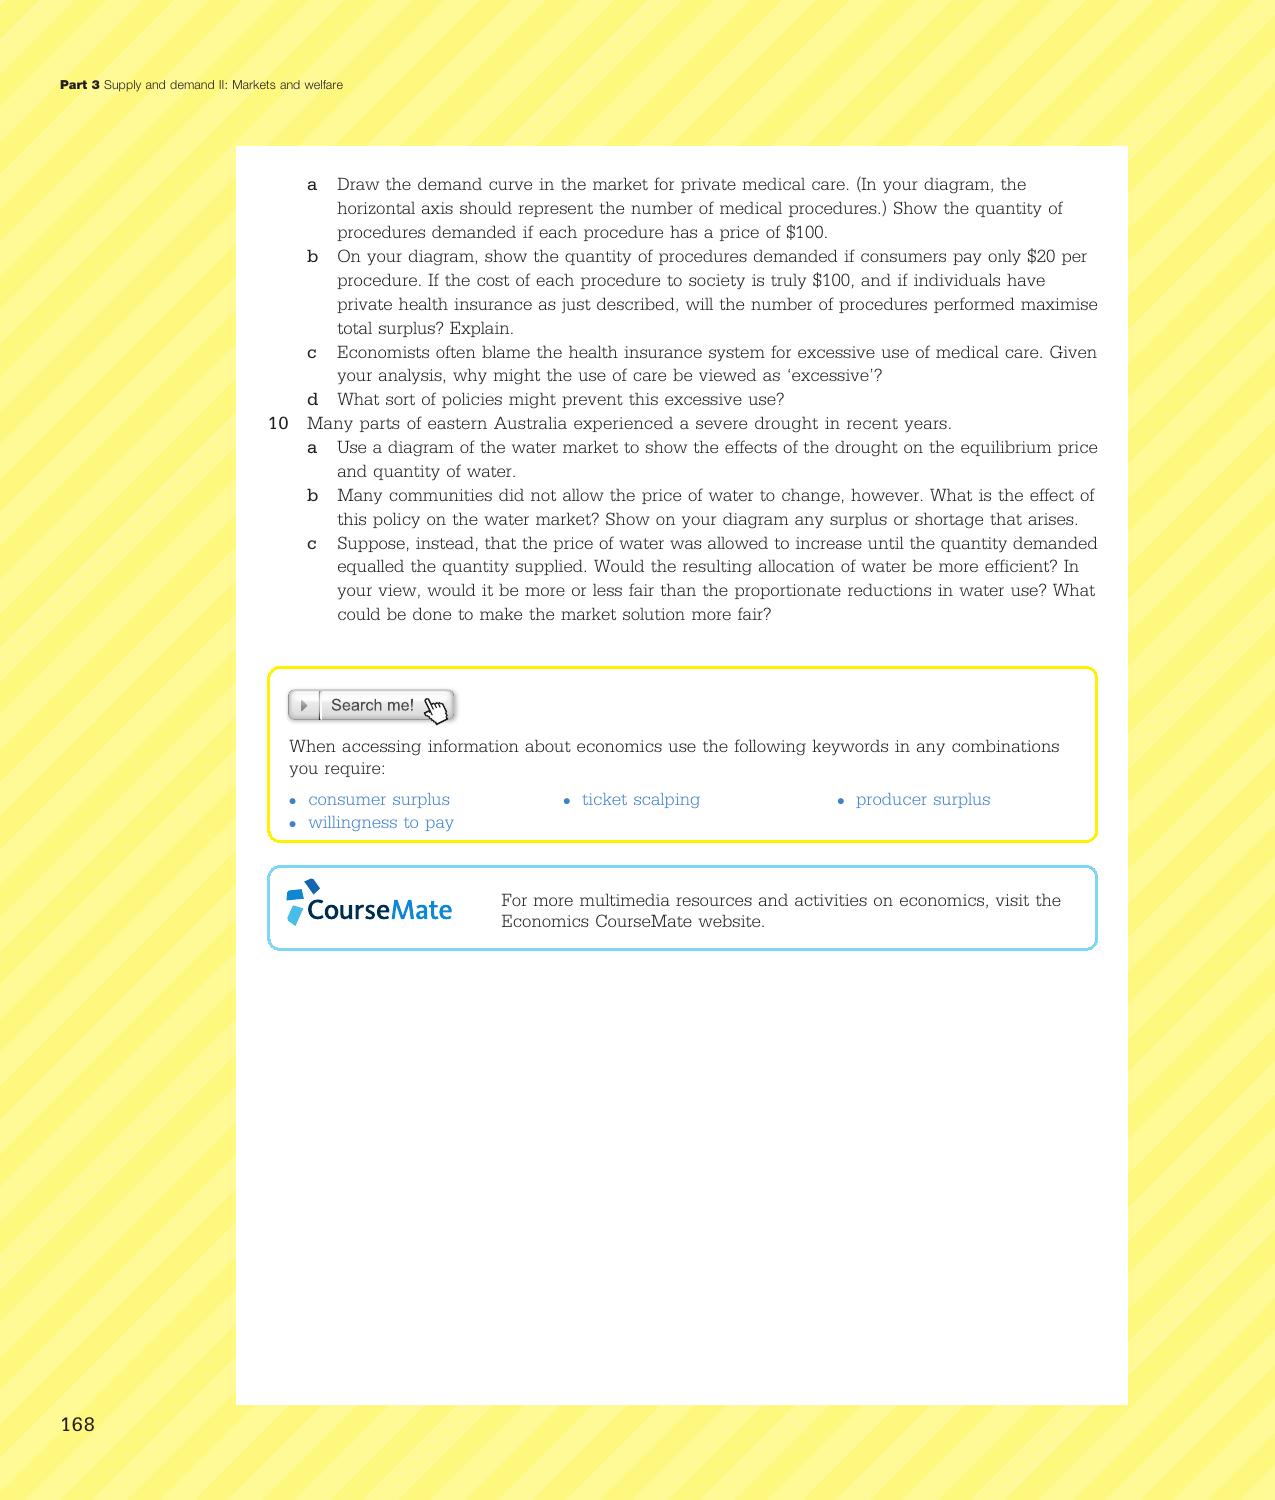 Part 3 Supply and demand II: Markets and welfare
a Draw the demand curve in the market for private medical care. (In your diagram, the
horizontal axis should represent the number of medical procedures.) Show the quantity of
procedures demanded if each procedure has a price of $100.
b On your diagram, show the quantity of procedures demanded if consumers pay only $20 per
procedure. If the cost of each procedure to society is truly $100, and if individuals have
private health insurance as just described, will the number of procedures performed maximise
total surplus? Explain.
c Economists often blame the health insurance system for excessive use of medical care. Given
your analysis, why might the use of care be viewed as ‘excessive’?
d What sort of policies might prevent this excessive use?
10 Many parts of eastern Australia experienced a severe drought in recent years.
a Use a diagram of the water market to show the effects of the drought on the equilibrium price
and quantity of water.
b Many communities did not allow the price of water to change, however. What is the effect of
this policy on the water market? Show on your diagram any surplus or shortage that arises.
c Suppose, instead, that the price of water was allowed to increase until the quantity demanded
equalled the quantity supplied. Would the resulting allocation of water be more efficient? In
your view, would it be more or less fair than the proportionate reductions in water use? What
could be done to make the market solution more fair?
Search me!
When accessing information about economics use the following keywords in any combinations
you require:
• consumer surplus • ticket scalping • producer surplus
• willingness to pay
CourseMate
For more multimedia resources and activities on economics, visit the
Economics CourseMate website.
168